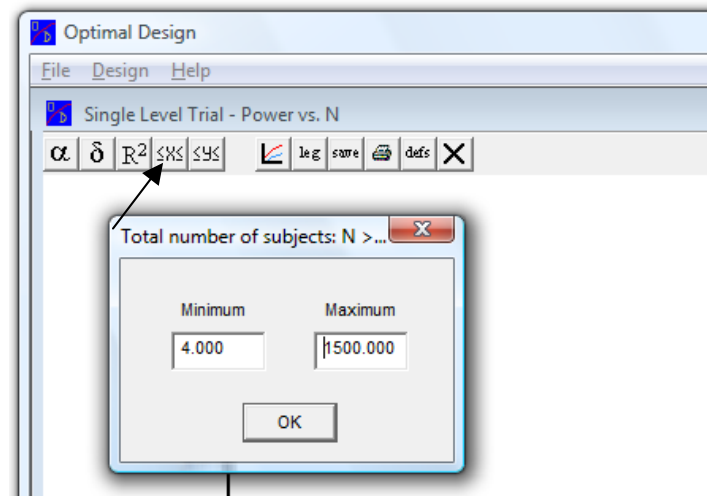 Optimal Design
File Design Help
Single Level Trial - Power vs. N
α δ R² ≤X≤ ≤Y≤ leg save defs X
Total number of subjects: N >...
Minimum Maximum
4.000 1500.000
OK